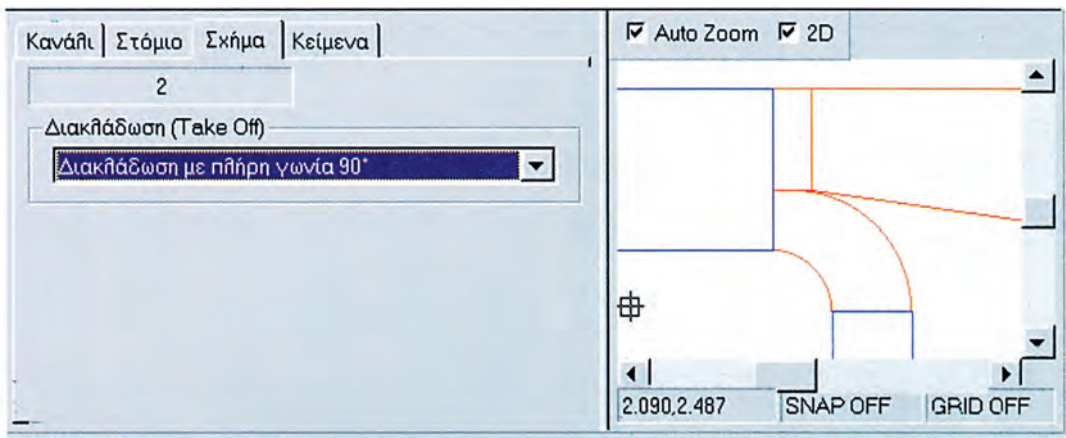 Κανάλι Στόμιο Σχήμα Κείμενα
2
Διακλάδωση (Take Off)
Διακλάδωση με πλήρη γωνία 90°
Auto Zoom 2D
2.090,2.487 SNAP OFF GRID OFF